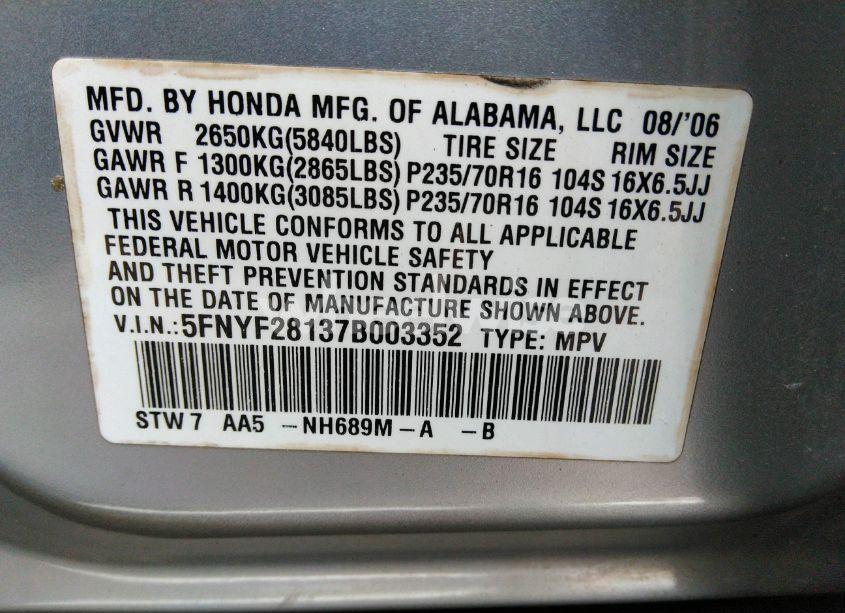 MFD. BY HONDA MFG. OF ALABAMA, LLC 08/'06
GVWR 2650KG(5840LBS) TIRE SIZE RIM SIZE
GAWR F 1300KG(2865LBS) P235/70R16 104S 16X6.5JJ
GAWR R 1400KG(3085LBS) P235/70R16 104S 16X6.5JJ
THIS VEHICLE CONFORMS TO ALL APPLICABLE
FEDERAL MOTOR VEHICLE SAFETY
AND THEFT PREVENTION STANDARDS IN EFFECT
ON THE DATE OF MANUFACTURE SHOWN ABOVE.
V.I.N.:5FNYF28137B003352 TYPE: MPV
STW7 AA5 -NH689M-A -B